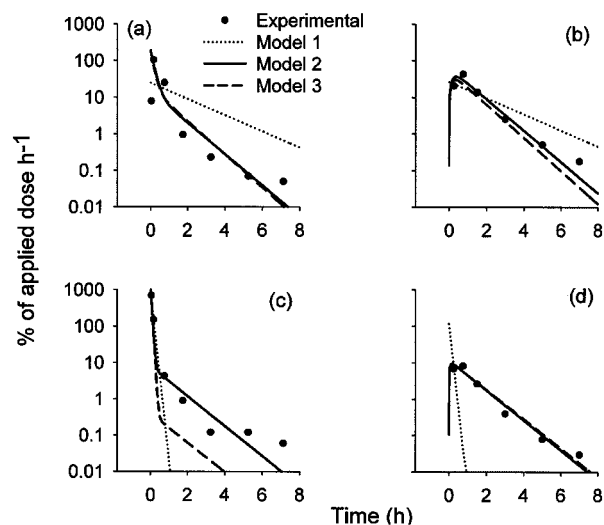 Experimental
Model 1
Model 2
Model 3
(a)
(b)
1000
100
10
1
0.1
0.01
0 2 4 6 8
0 2 4 6 8
(c)
(d)
1000
100
10
1
0.1
0.01
0 2 4 6 8
0 2 4 6 8
% of applied dose h-1
Time (h)